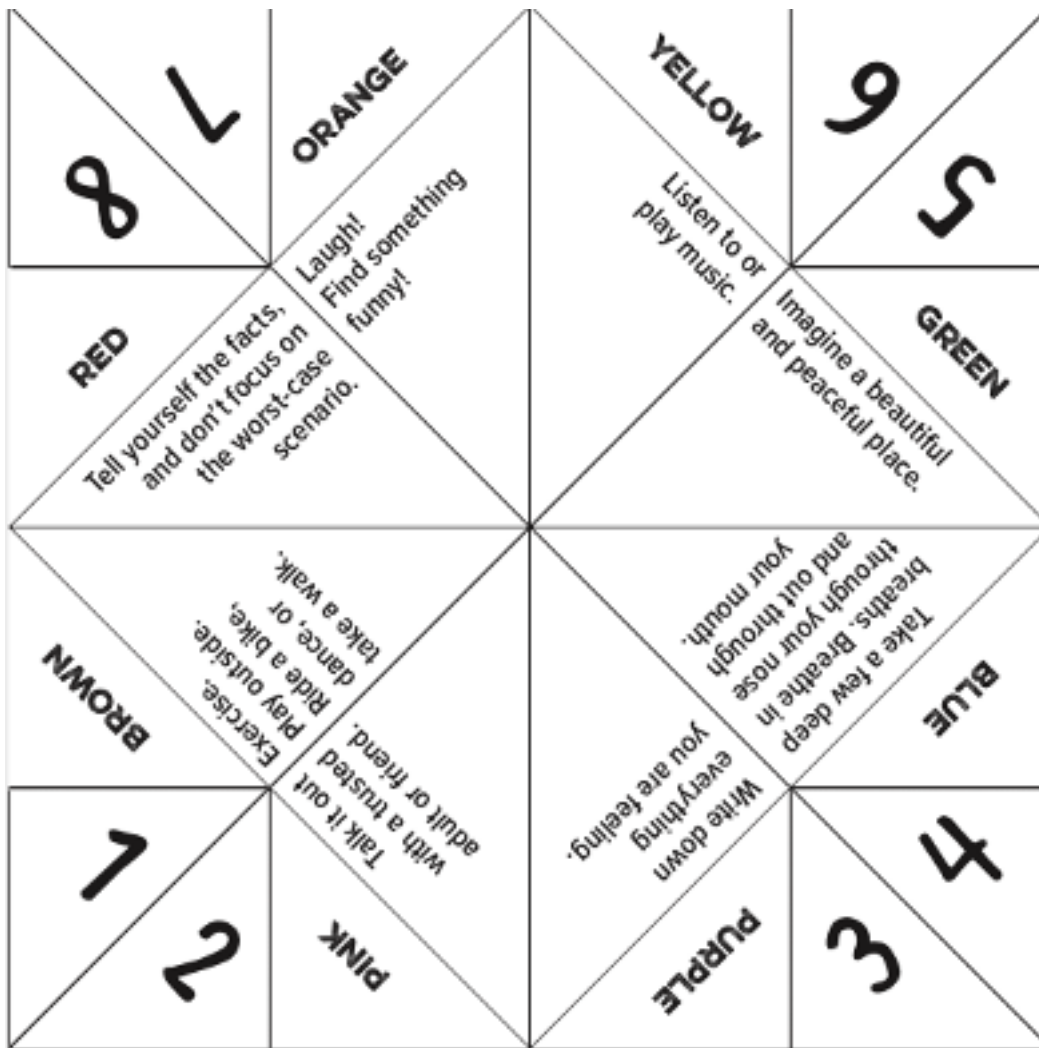 7
ORANGE
8
Laugh!
Find something
funny!
RED
Tell yourself the facts,
and don't focus on
the worst-case
scenario.
YELLOW
6
5
Listen to or
play music.
GREEN
Imagine a beautiful
and peaceful place.
BROWN
Exercise.
Play outside.
Ride a bike,
dance, or
take a walk.
1
2
Talk it out
with a trusted
adult or friend.
PINK
BLUE
Take a few deep
breaths. Breathe in
through your nose
and out through
your mouth.
4
3
Write down
everything
you are feeling.
PURPLE